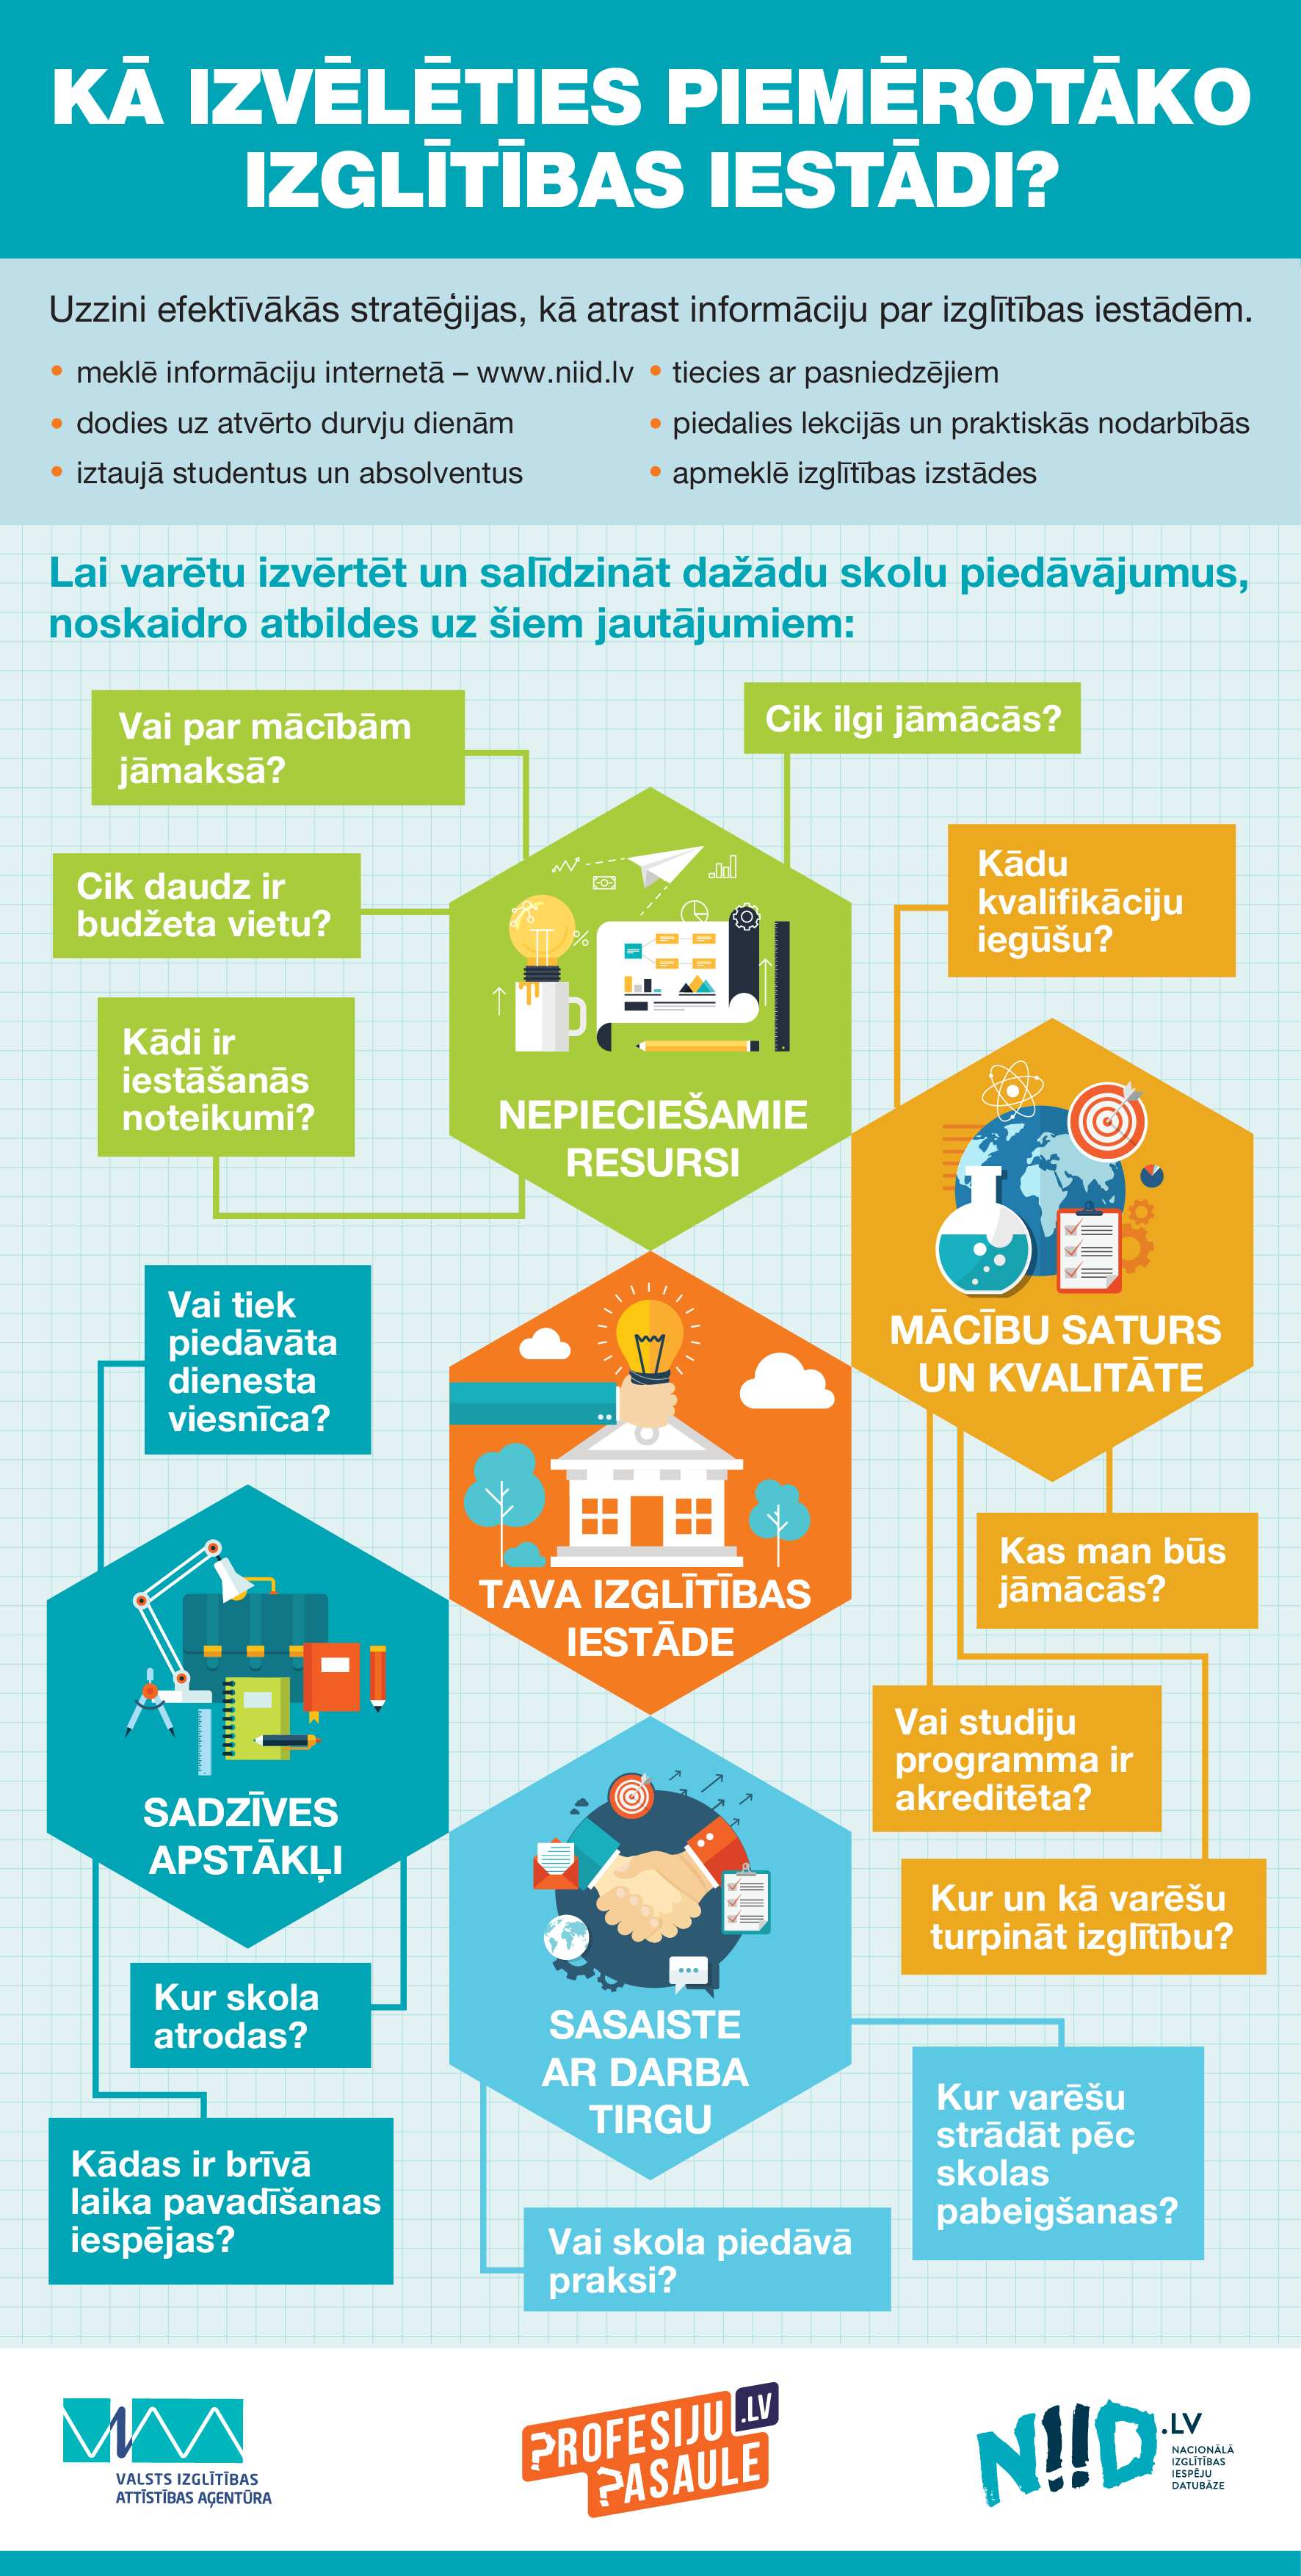 KĀ IZVĒLĒTIES PIEMĒROTĀKO
IZGLĪTĪBAS IESTĀDI?
Uzzini efektīvākās stratēģijas, kā atrast informāciju par izglītības iestādēm.
• meklē informāciju internetā – www.niid.lv
• dodies uz atvērto durvju dienām
• iztaujā studentus un absolventus
• tiecies ar pasniedzējiem
• piedalies lekcijās un praktiskās nodarbībās
• apmeklē izglītības izstādes
Lai varētu izvērtēt un salīdzināt dažādu skolu piedāvājumus,
noskaidro atbildes uz šiem jautājumiem:
Vai par mācībām
jāmaksā?
Cik ilgi jāmācās?
Cik daudz ir
budžeta vietu?
Kādi ir
iestāšanās
noteikumi?
%
NEPIECIEŠAMIE
RESURSI
Kādu
kvalifikāciju
iegūšu?
MĀCĪBU SATURS
UN KVALITĀTE
Vai tiek
piedāvāta
dienesta
viesnīca?
TAVA IZGLĪTĪBAS
IESTĀDE
Kas man būs
jāmācās?
Vai studiju
programma ir
akreditēta?
Kur un kā varēšu
turpināt izglītību?
SADZĪVES
APSTĀKĻI
Kur skola
atrodas?
Kādas ir brīvā
laika pavadīšanas
iespējas?
SASAISTE
AR DARBA
TIRGU
Kur varēšu
strādāt pēc
skolas
pabeigšanas?
Vai skola piedāvā
praksi?
VIAA
VALSTS IZGLĪTĪBAS
ATTĪSTĪBAS AĢENTŪRA
PROFESIJU.LV
PASAULE
NIID.LV
NACIONĀLĀ
IZGLĪTĪBAS
IESPĒJU
DATUBĀZE